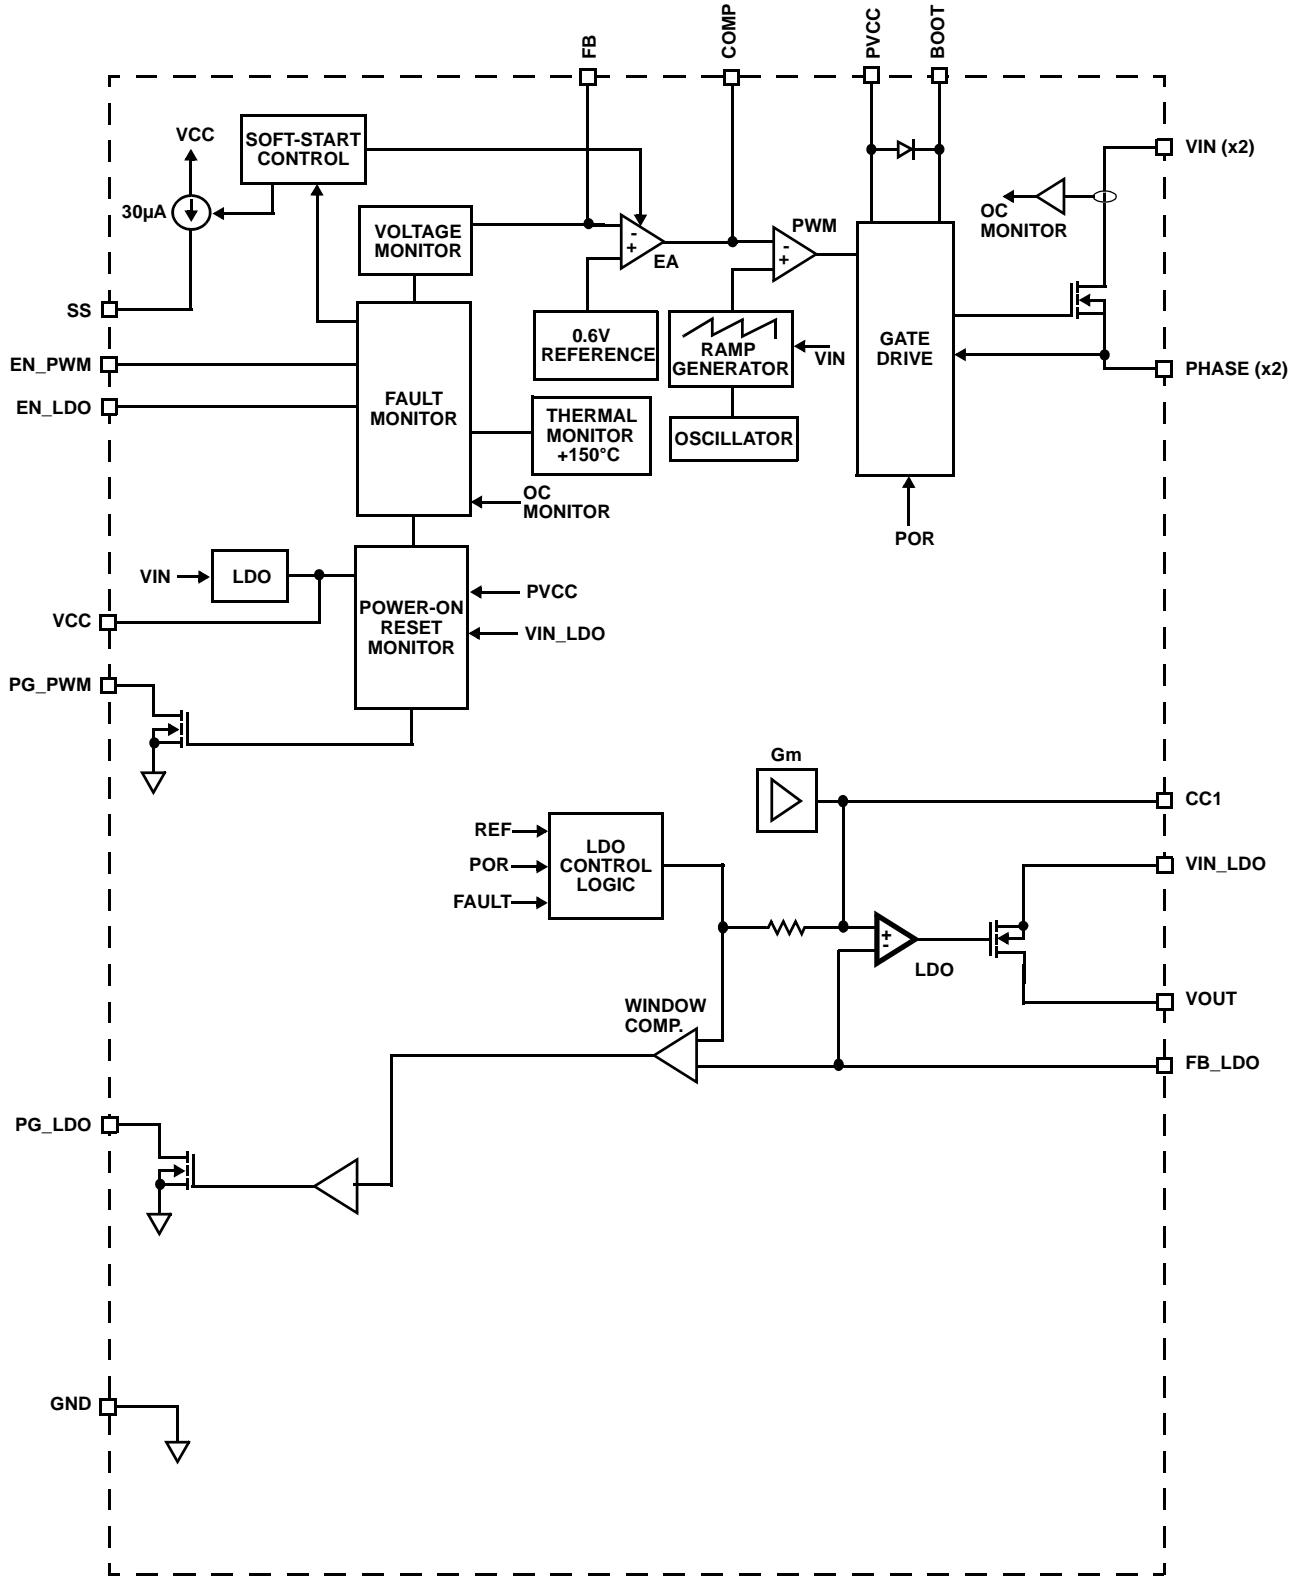 FB
COMP
PVCC
BOOT
VCC
SOFT-START
CONTROL
VIN (x2)
30µA
OC
MONITOR
VOLTAGE
MONITOR
-
+
EA
PWM
-
+
SS
0.6V
REFERENCE
RAMP
GENERATOR
VIN
GATE
DRIVE
EN_PWM
PHASE (x2)
EN_LDO
FAULT
MONITOR
THERMAL
MONITOR
+150°C
OSCILLATOR
OC
MONITOR
POR
VIN
LDO
PVCC
VCC
POWER-ON
RESET
MONITOR
VIN_LDO
PG_PWM
Gm
CC1
REF
POR
FAULT
LDO
CONTROL
LOGIC
VIN_LDO
+
-
LDO
VOUT
WINDOW
COMP.
FB_LDO
PG_LDO
GND